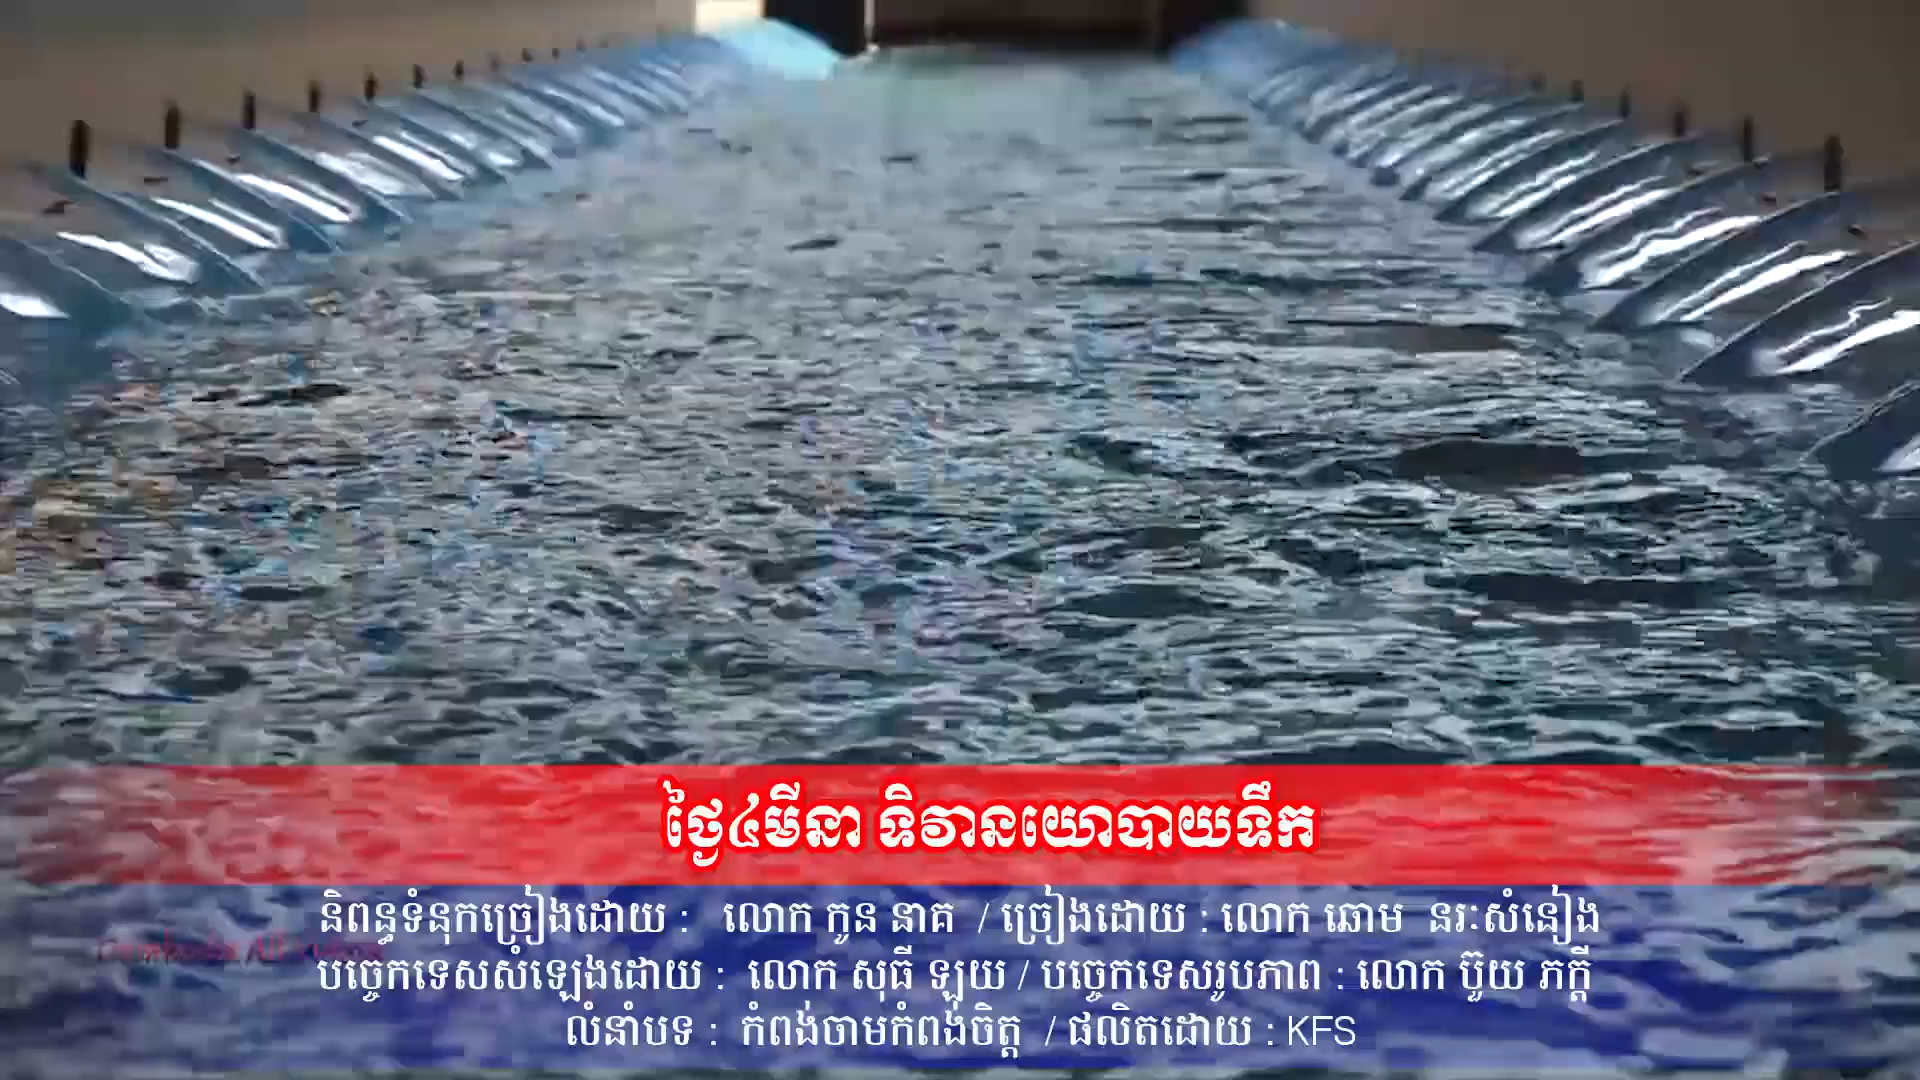 ថ្ងៃ៤មីនា ទិវានយោបាយទឹក
និពន្ធទំនុកច្រៀងដោយ : លោក កូន នាគ / ច្រៀងដោយ : លោក ឆោម នរៈសំនៀង
Cambodia All Videos
បច្ចេកទេសសំឡេងដោយ : លោក សុធី ឡូយ / បច្ចេកទេសរូបភាព : លោក ប៊ួយ ភក្ដី
លំនាំបទ : កំពង់ចាមកំពង់ចិត្ត / ផលិតដោយ : KFS